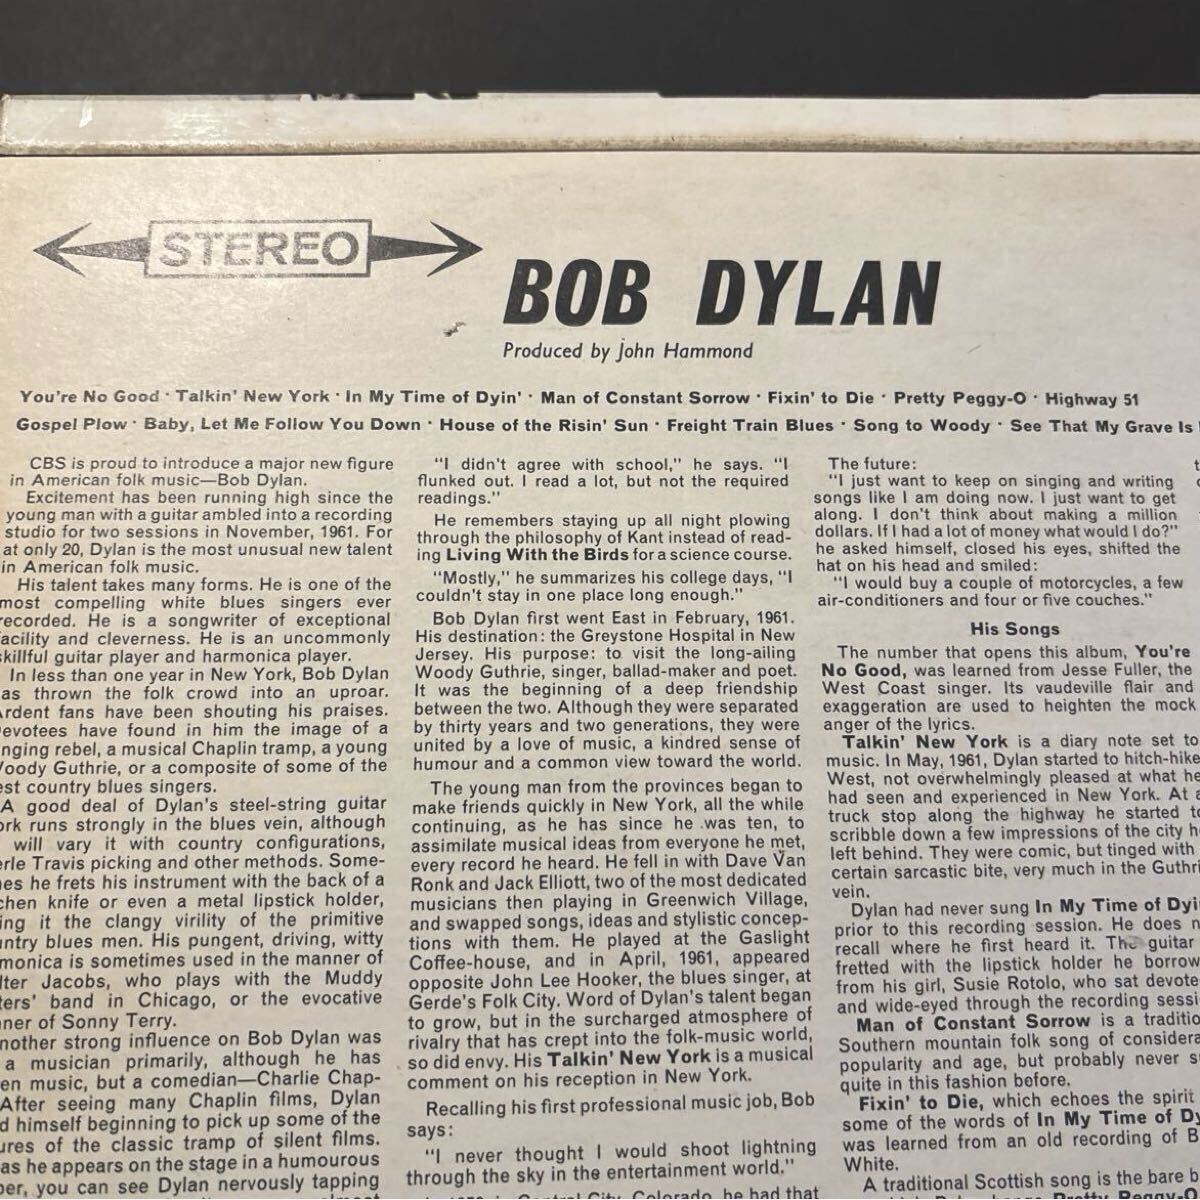 STEREO
BOB DYLAN
Produced by John Hammond
You're No Good · Talkin' New York · In My Time of Dyin' · Man of Constant Sorrow · Fixin' to Die · Pretty Peggy-O · Highway 51
Gospel Plow · Baby, Let Me Follow You Down · House of the Risin' Sun · Freight Train Blues · Song to Woody · See That My Grave Is
CBS is proud to introduce a major new figure
in American folk music—Bob Dylan.
Excitement has been running high since the
young man with a guitar ambled into a recording
studio for two sessions in November, 1961. For
at only 20, Dylan is the most unusual new talent
in American folk music.
His talent takes many forms. He is one of the
most compelling white blues singers ever
recorded. He is a songwriter of exceptional
facility and cleverness. He is an uncommonly
skillful guitar player and harmonica player.
In less than one year in New York, Bob Dylan
as thrown the folk crowd into an uproar.
Ardent fans have been shouting his praises.
evotees have found in him the image of a
nging rebel, a musical Chaplin tramp, a young
Woody Guthrie, or a composite of some of the
est country blues singers.
A good deal of Dylan's steel-string guitar
ork runs strongly in the blues vein, although
will vary it with country configurations,
erle Travis picking and other methods. Some-
es he frets his instrument with the back of a
chen knife or even a metal lipstick holder,
ing it the clangy virility of the primitive
untry blues men. His pungent, driving, witty
monica is sometimes used in the manner of
lter Jacobs, who plays with the Muddy
ters' band in Chicago, or the evocative
ner of Sonny Terry.
nother strong influence on Bob Dylan was
a musician primarily, although he has
en music, but a comedian—Charlie Chap-
After seeing many Chaplin films, Dylan
d himself beginning to pick up some of the
ures of the classic tramp of silent films.
as he appears on the stage in a humourous
ber, you can see Dylan nervously tapping
"I didn't agree with school," he says. "I
flunked out. I read a lot, but not the required
readings."
He remembers staying up all night plowing
through the philosophy of Kant instead of read-
ing Living With the Birds for a science course.
"Mostly," he summarizes his college days, "I
couldn't stay in one place long enough."
Bob Dylan first went East in February, 1961.
His destination: the Greystone Hospital in New
Jersey. His purpose: to visit the long-ailing
Woody Guthrie, singer, ballad-maker and poet.
It was the beginning of a deep friendship
between the two. Although they were separated
by thirty years and two generations, they were
united by a love of music, a kindred sense of
humour and a common view toward the world.
The young man from the provinces began to
make friends quickly in New York, all the while
continuing, as he has since he was ten, to
assimilate musical ideas from everyone he met,
every record he heard. He fell in with Dave Van
Ronk and Jack Elliott, two of the most dedicated
musicians then playing in Greenwich Village,
and swapped songs, ideas and stylistic concep-
tions with them. He played at the Gaslight
Coffee-house, and in April, 1961, appeared
opposite John Lee Hooker, the blues singer, at
Gerde's Folk City. Word of Dylan's talent began
to grow, but in the surcharged atmosphere of
rivalry that has crept into the folk-music world,
so did envy. His Talkin' New York is a musical
comment on his reception in New York.
Recalling his first professional music job, Bob
says:
"I never thought I would shoot lightning
through the sky in the entertainment world."
Central City, Colorado, he had that
The future:
"I just want to keep on singing and writing
songs like I am doing now. I just want to get
along. I don't think about making a million
dollars. If I had a lot of money what would I do?"
he asked himself, closed his eyes, shifted the
hat on his head and smiled:
"I would buy a couple of motorcycles, a few
air-conditioners and four or five couches."
His Songs
The number that opens this album, You're
No Good, was learned from Jesse Fuller, the
West Coast singer. Its vaudeville flair and
exaggeration are used to heighten the mock
anger of the lyrics.
Talkin' New York is a diary note set to
music. In May, 1961, Dylan started to hitch-hike
West, not overwhelmingly pleased at what he
had seen and experienced in New York. At a
truck stop along the highway he started to
scribble down a few impressions of the city h
left behind. They were comic, but tinged with
certain sarcastic bite, very much in the Guthri
vein.
Dylan had never sung In My Time of Dyi
prior to this recording session. He does n
recall where he first heard it. The guitar
fretted with the lipstick holder he borrow
from his girl, Susie Rotolo, who sat devote
and wide-eyed through the recording sessi
Man of Constant Sorrow is a traditio
Southern mountain folk song of considera
popularity and age, but probably never su
quite in this fashion before.
Fixin' to Die, which echoes the spirit
some of the words of In My Time of Dy
was learned from an old recording of B
White.
A traditional Scottish song is the bare b
Pretty Peggy-O